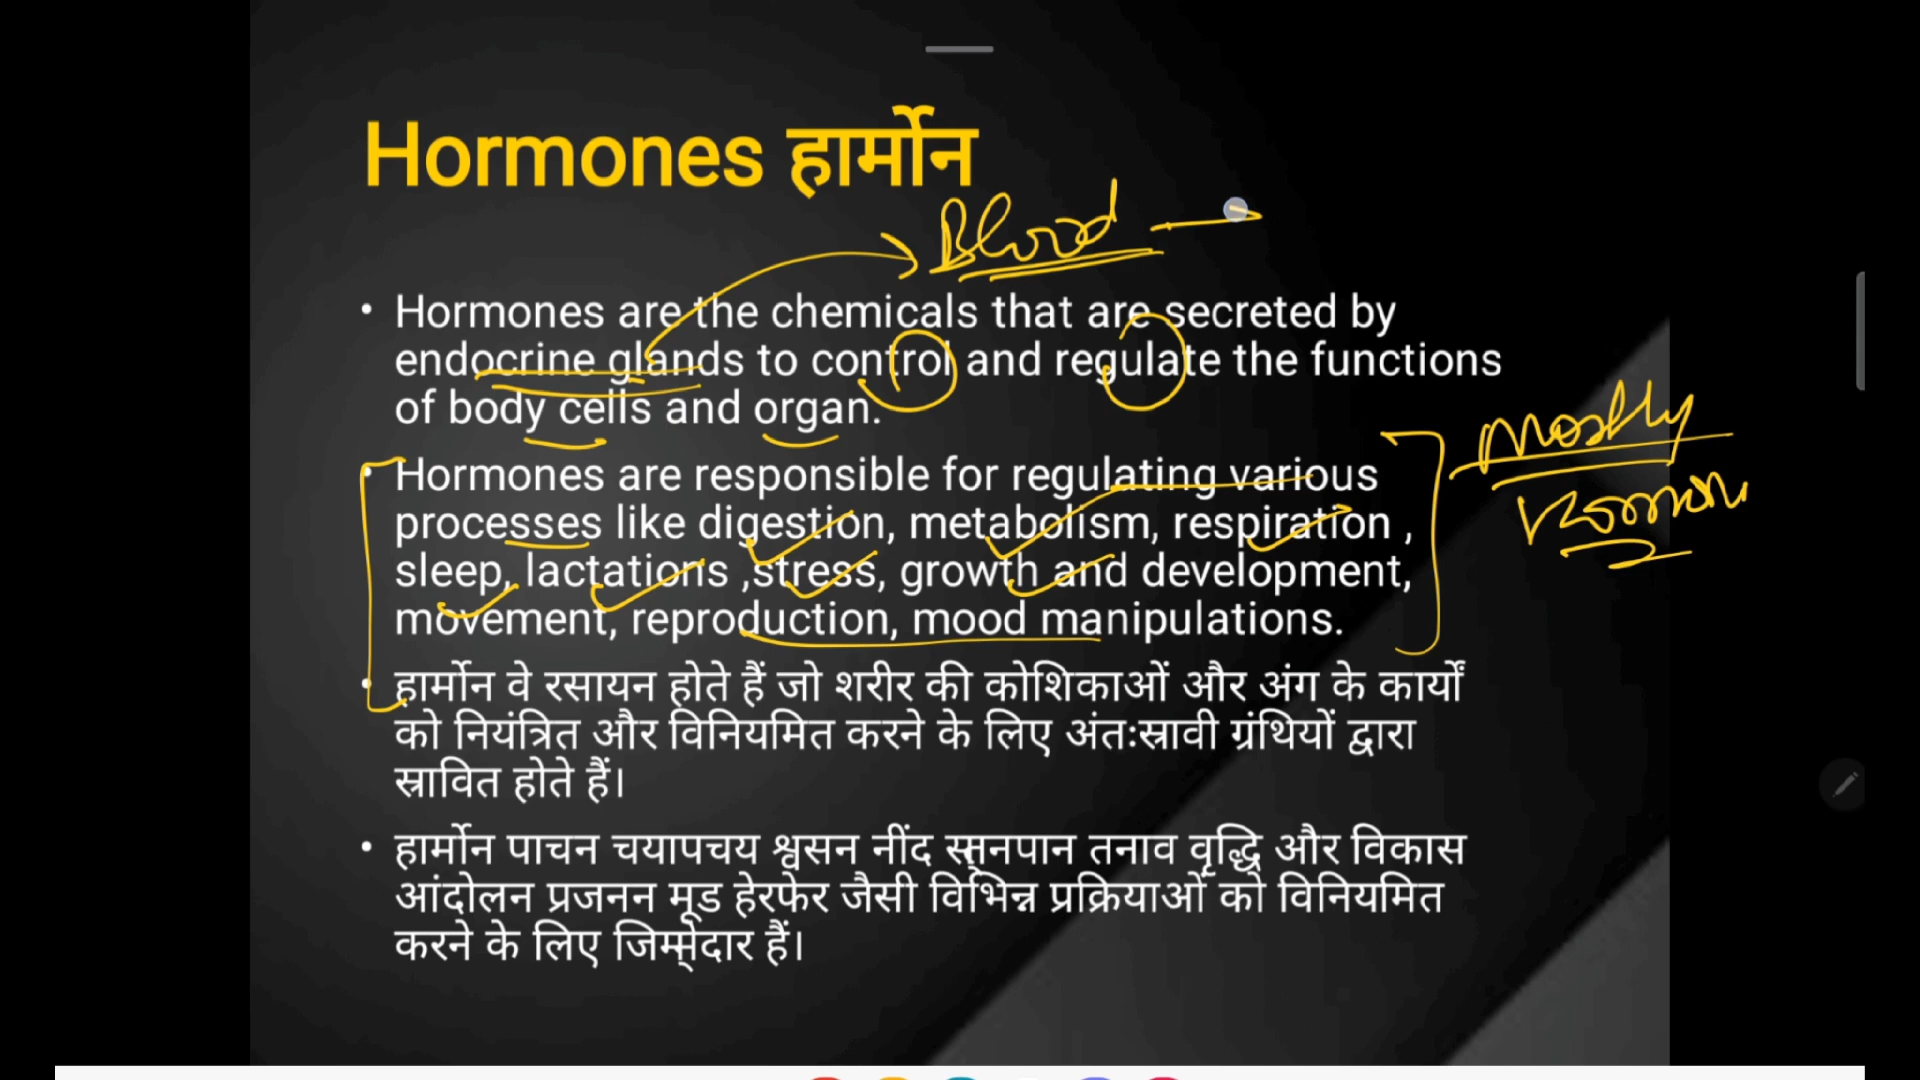 Hormones हार्मोन
Blood
• Hormones are the chemicals that are secreted by
endocrine glands to control and regulate the functions
of body cells and organ.
Mostly
• Hormones are responsible for regulating various
processes like digestion, metabolism, respiration ,
sleep, lactations ,stress, growth and development,
movement, reproduction, mood manipulations.
• हार्मोन वे रसायन होते हैं जो शरीर की कोशिकाओं और अंग के कार्यों
को नियंत्रित और विनियमित करने के लिए अंतःस्रावी ग्रंथियों द्वारा
स्रावित होते हैं।
• हार्मोन पाचन चयापचय श्वसन नींद स्तनपान तनाव वृद्धि और विकास
आंदोलन प्रजनन मूड हेरफेर जैसी विभिन्न प्रक्रियाओं को विनियमित
करने के लिए जिम्मेदार हैं।